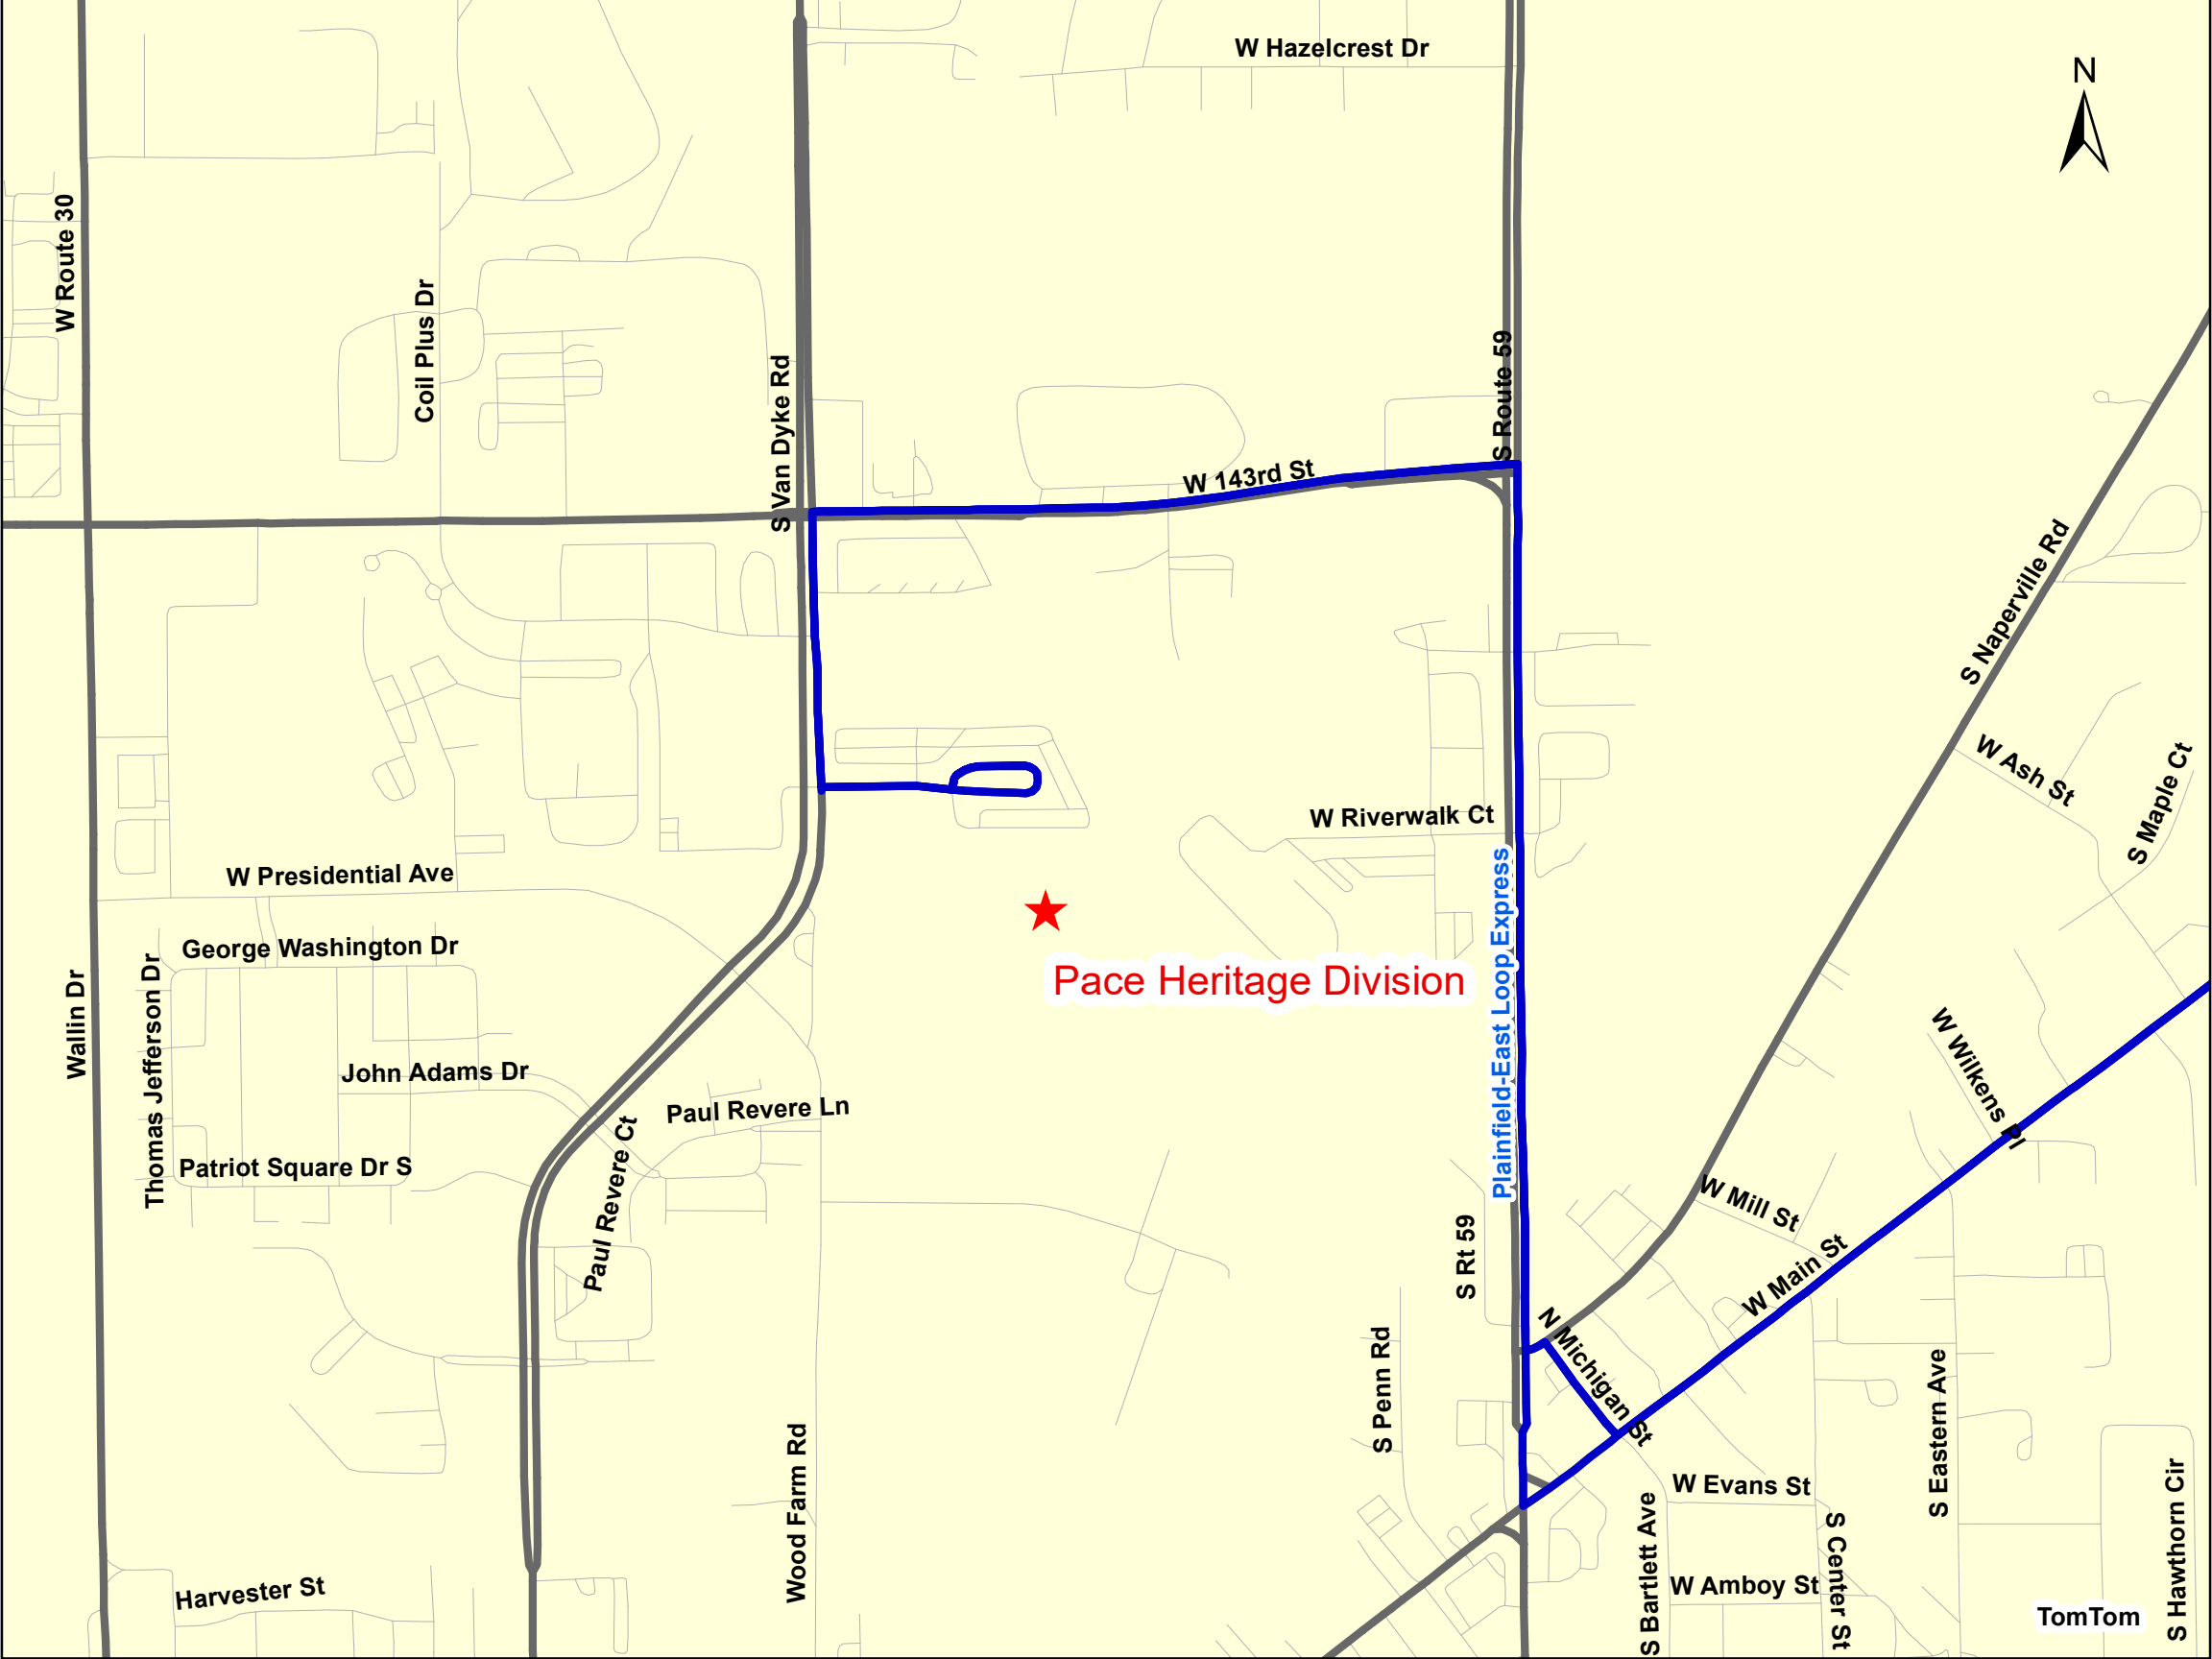 W Hazelcrest Dr
N
W Route 30
Coil Plus Dr
S Van Dyke Rd
S Route 59
W 143rd St
S Naperville Rd
W Ash St
S Maple Ct
W Riverwalk Ct
W Presidential Ave
George Washington Dr
Pace Heritage Division
Plainfield-East Loop Express
Wallin Dr
Thomas Jefferson Dr
John Adams Dr
W Wilkens Pl
Paul Revere Ln
Paul Revere Ct
Patriot Square Dr S
W Mill St
S Rt 59
W Main St
N Michigan St
S Penn Rd
S Eastern Ave
Wood Farm Rd
W Evans St
S Bartlett Ave
S Center St
S Hawthorn Cir
Harvester St
W Amboy St
TomTom